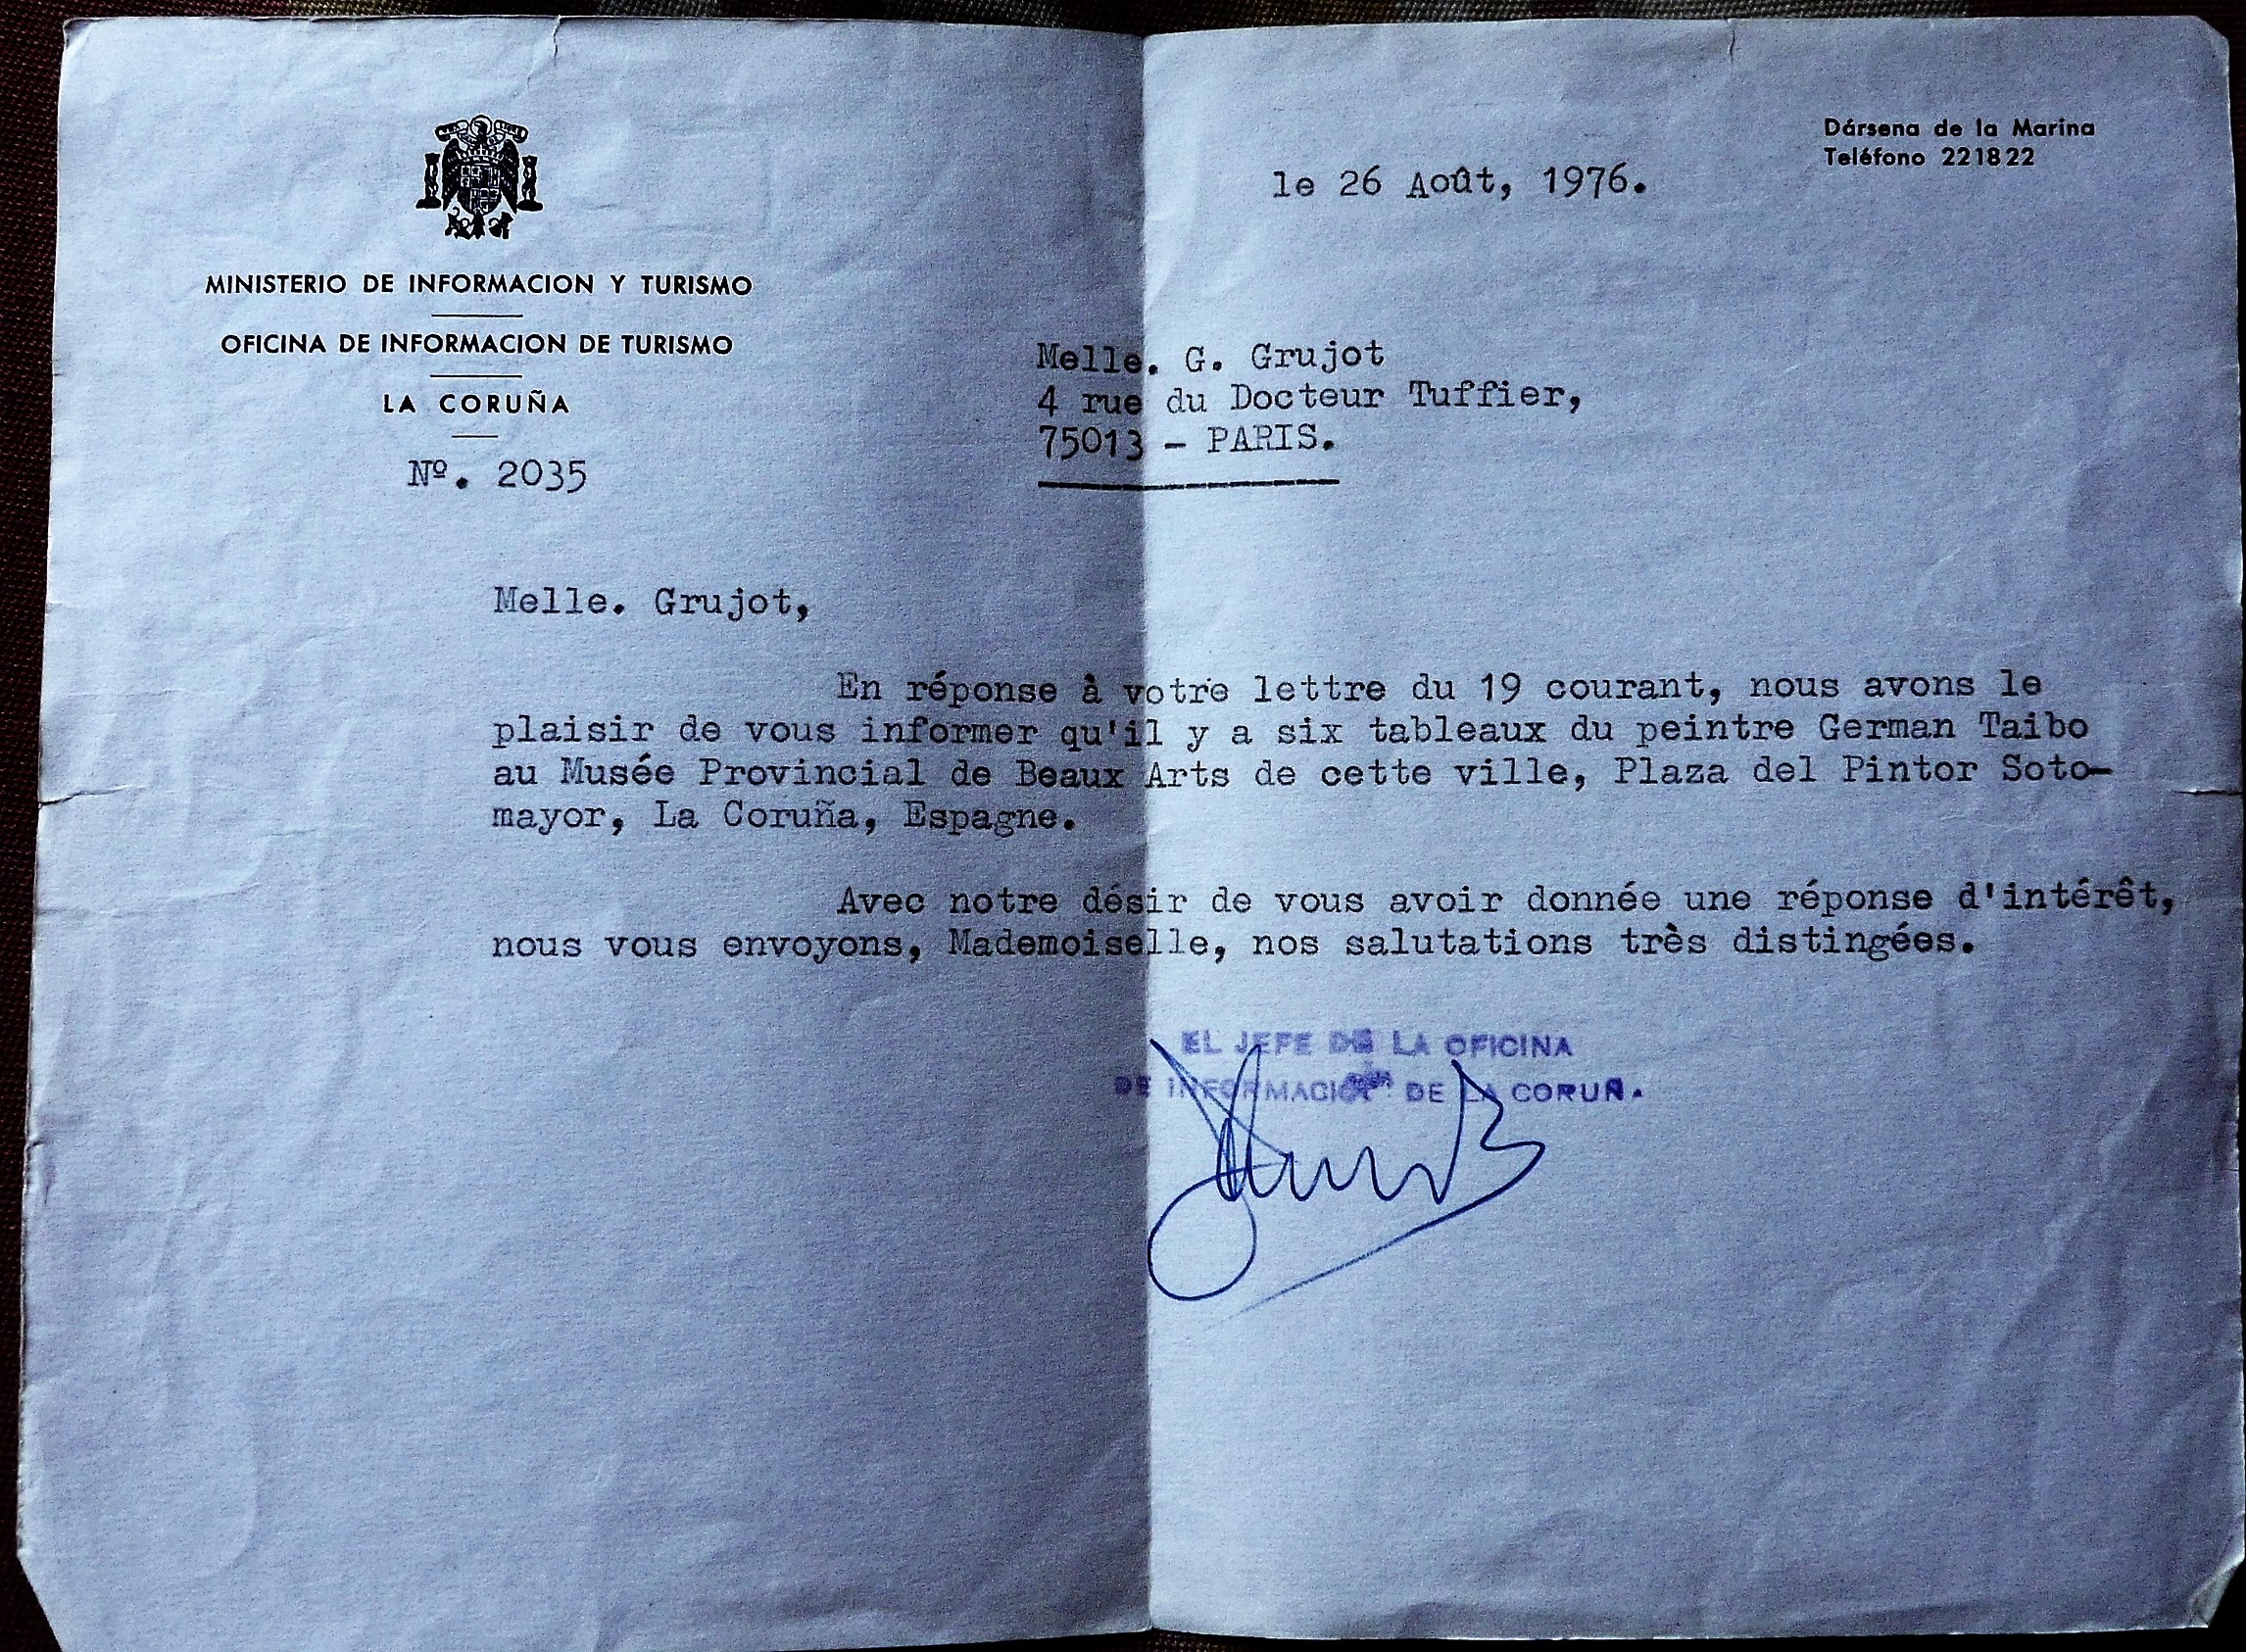 MINISTERIO DE INFORMACION Y TURISMO
OFICINA DE INFORMACION DE TURISMO
LA CORUÑA
Nº. 2035
Dársena de la Marina
Teléfono 221822
le 26 Août, 1976.
Melle. G. Grujot
4 rue du Docteur Tuffier,
75013 - PARIS.
Melle. Grujot,
En réponse à votre lettre du 19 courant, nous avons le
plaisir de vous informer qu'il y a six tableaux du peintre German Taibo
au Musée Provincial de Beaux Arts de cette ville, Plaza del Pintor Soto-
mayor, La Coruña, Espagne.
Avec notre désir de vous avoir donnée une réponse d'intérêt,
nous vous envoyons, Mademoiselle, nos salutations très distingées.
EL JEFE DE LA OFICINA
DE INFORMACION DE LA CORUÑ.